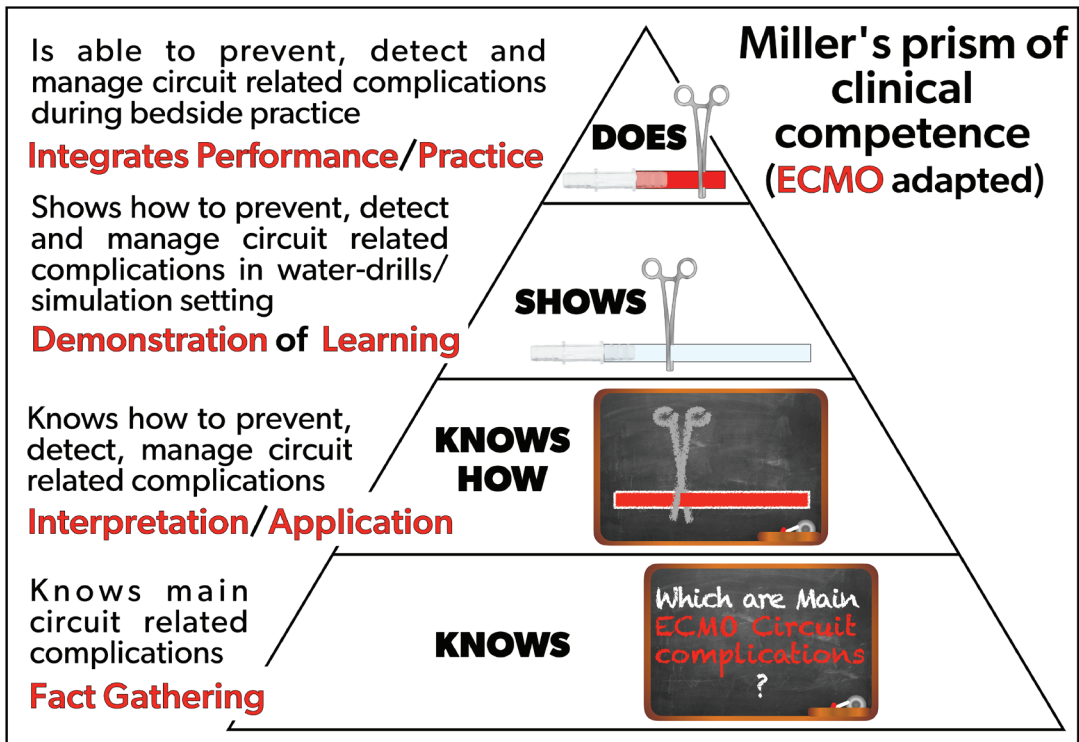 Miller's prism of
clinical
competence
(ECMO adapted)
Is able to prevent, detect and
manage circuit related complications
during bedside practice
Integrates Performance/Practice
DOES
Shows how to prevent, detect
and manage circuit related
complications in water-drills/
simulation setting
Demonstration of Learning
SHOWS
Knows how to prevent,
detect, manage circuit
related complications
Interpretation/Application
KNOWS
HOW
Knows main
circuit related
complications
Fact Gathering
KNOWS
Which are Main
ECMO Circuit
complications
?